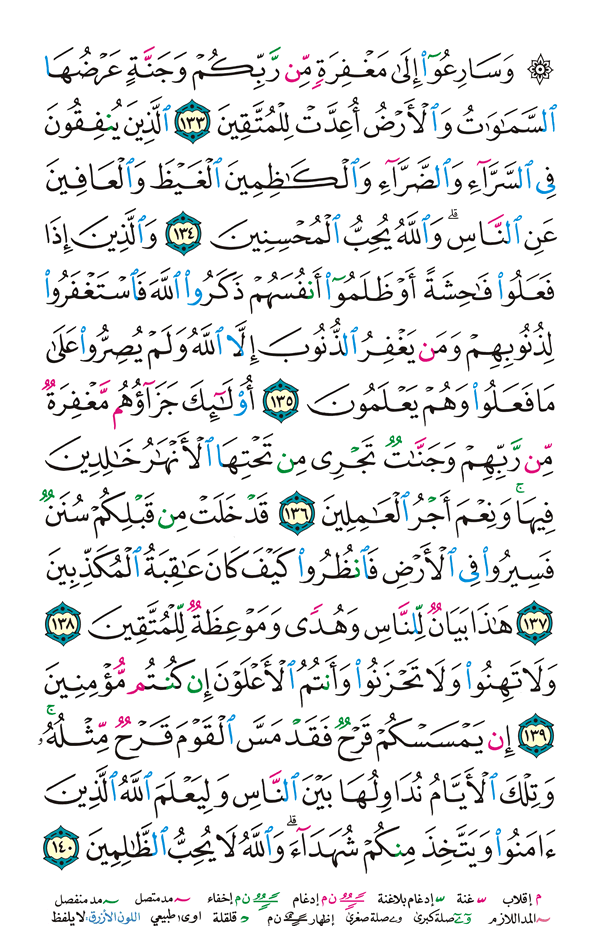 ۞ وَسَارِعُوٓا۟ إِلَىٰ مَغْفِرَةٍ مِّن رَّبِّكُمْ وَجَنَّةٍ عَرْضُهَا
ٱلسَّمَـٰوَٰتُ وَٱلْأَرْضُ أُعِدَّتْ لِلْمُتَّقِينَ ١٣٣ ٱلَّذِينَ يُنفِقُونَ
فِى ٱلسَّرَّآءِ وَٱلضَّرَّآءِ وَٱلْكَـٰظِمِينَ ٱلْغَيْظَ وَٱلْعَافِينَ
عَنِ ٱلنَّاسِ ۗ وَٱللَّهُ يُحِبُّ ٱلْمُحْسِنِينَ ١٣٤ وَٱلَّذِينَ إِذَا
فَعَلُوا۟ فَـٰحِشَةً أَوْ ظَلَمُوٓا۟ أَنفُسَهُمْ ذَكَرُوا۟ ٱللَّهَ فَٱسْتَغْفَرُوا۟
لِذُنُوبِهِمْ وَمَن يَغْفِرُ ٱلذُّنُوبَ إِلَّا ٱللَّهُ وَلَمْ يُصِرُّوا۟ عَلَىٰ
مَا فَعَلُوا۟ وَهُمْ يَعْلَمُونَ ١٣٥ أُو۟لَـٰٓئِكَ جَزَآؤُهُم مَّغْفِرَةٌ
مِّن رَّبِّهِمْ وَجَنَّـٰتٌ تَجْرِى مِن تَحْتِهَا ٱلْأَنْهَـٰرُ خَـٰلِدِينَ
فِيهَا ۚ وَنِعْمَ أَجْرُ ٱلْعَـٰمِلِينَ ١٣٦ قَدْ خَلَتْ مِن قَبْلِكُمْ سُنَنٌ
فَسِيرُوا۟ فِى ٱلْأَرْضِ فَٱنظُرُوا۟ كَيْفَ كَانَ عَـٰقِبَةُ ٱلْمُكَذِّبِينَ
١٣٧ هَـٰذَا بَيَانٌ لِّلنَّاسِ وَهُدًى وَمَوْعِظَةٌ لِّلْمُتَّقِينَ ١٣٨
وَلَا تَهِنُوا۟ وَلَا تَحْزَنُوا۟ وَأَنتُمُ ٱلْأَعْلَوْنَ إِن كُنتُم مُّؤْمِنِينَ
١٣٩ إِن يَمْسَسْكُمْ قَرْحٌ فَقَدْ مَسَّ ٱلْقَوْمَ قَرْحٌ مِّثْلُهُۥ ۚ
وَتِلْكَ ٱلْأَيَّامُ نُدَاوِلُهَا بَيْنَ ٱلنَّاسِ وَلِيَعْلَمَ ٱللَّهُ ٱلَّذِينَ
ءَامَنُوا۟ وَيَتَّخِذَ مِنكُمْ شُهَدَآءَ ۗ وَٱللَّهُ لَا يُحِبُّ ٱلظَّـٰلِمِينَ ١٤٠
م إقلاب غنة إدغام بلاغنة ن م إدغام ن م إخفاء مد متصل مد منفصل
المد اللازم صلة كبرى صلة صغرى إظهار ن م قلقلة اوى: طبيعي اللون الأزرق: لا يلفظ